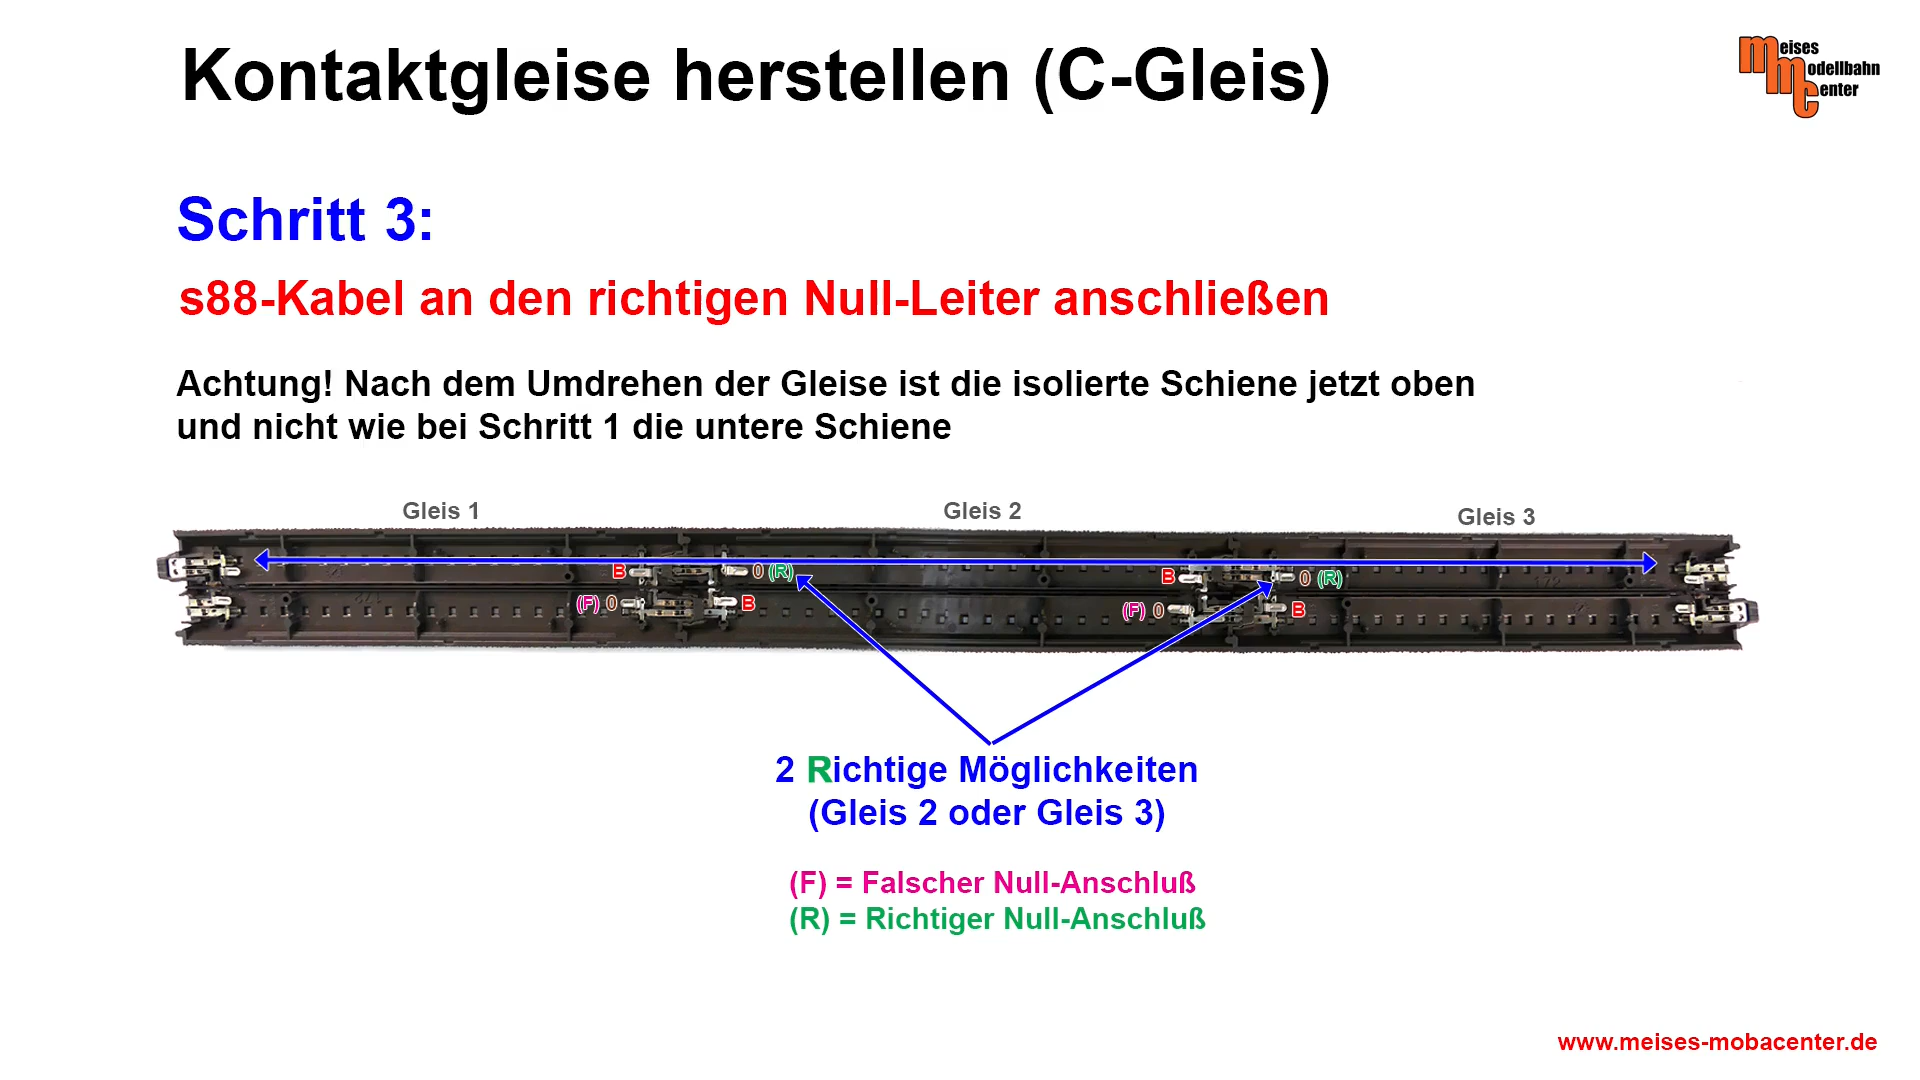 Kontaktgleise herstellen (C-Gleis)
Meises
Modellbahn
Center
Schritt 3:
s88-Kabel an den richtigen Null-Leiter anschließen
Achtung! Nach dem Umdrehen der Gleise ist die isolierte Schiene jetzt oben
und nicht wie bei Schritt 1 die untere Schiene
Gleis 1
Gleis 2
Gleis 3
B
0 (R)
B
0 (R)
(F) 0
B
(F) 0
B
2 Richtige Möglichkeiten
(Gleis 2 oder Gleis 3)
(F) = Falscher Null-Anschluß
(R) = Richtiger Null-Anschluß
www.meises-mobacenter.de